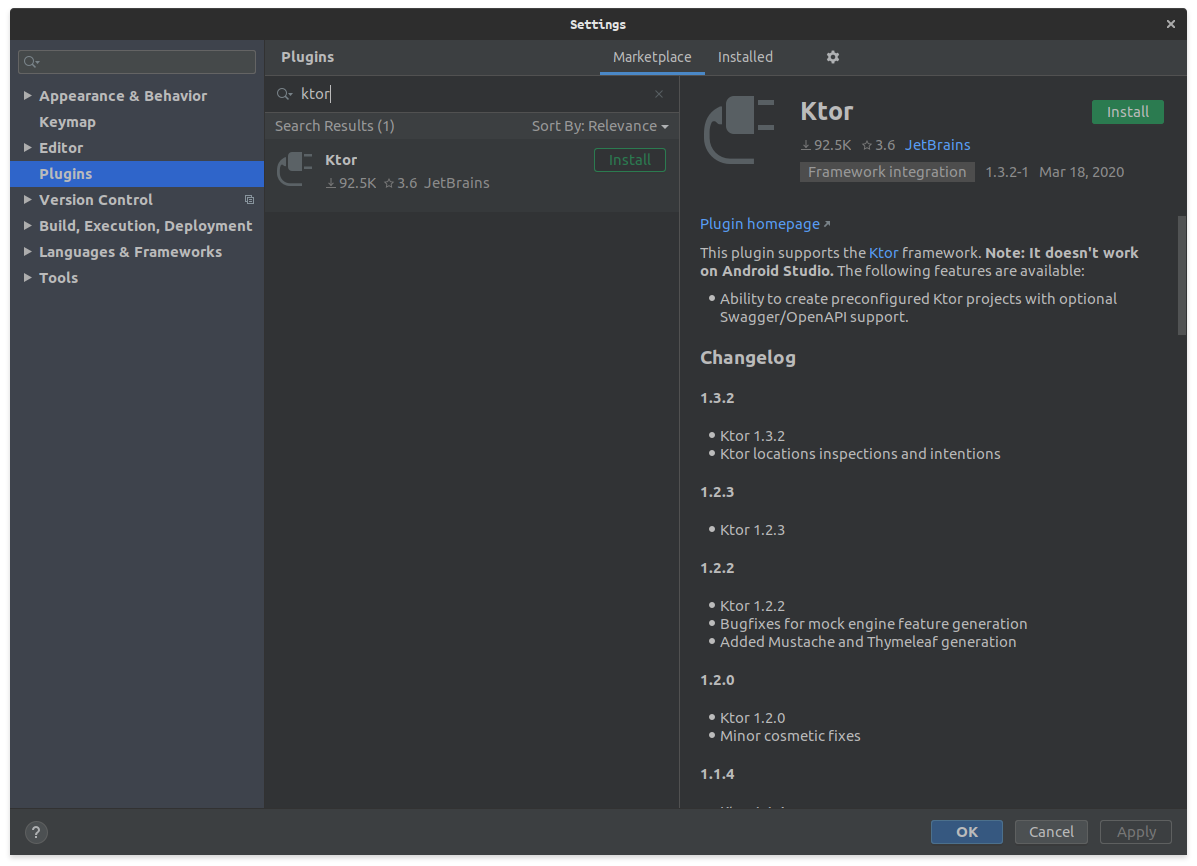 Settings
Plugins
Marketplace
Installed
Appearance & Behavior
Keymap
Editor
Plugins
Version Control
Build, Execution, Deployment
Languages & Frameworks
Tools
ktor
Search Results (1)
Sort By: Relevance
Ktor
Install
92.5K
3.6
JetBrains
Ktor
Install
92.5K
3.6
JetBrains
Framework integration
1.3.2-1
Mar 18, 2020
Plugin homepage
This plugin supports the Ktor framework. Note: It doesn't work
on Android Studio. The following features are available:
Ability to create preconfigured Ktor projects with optional
Swagger/OpenAPI support.
Changelog
1.3.2
Ktor 1.3.2
Ktor locations inspections and intentions
1.2.3
Ktor 1.2.3
1.2.2
Ktor 1.2.2
Bugfixes for mock engine feature generation
Added Mustache and Thymeleaf generation
1.2.0
Ktor 1.2.0
Minor cosmetic fixes
1.1.4
?
OK
Cancel
Apply